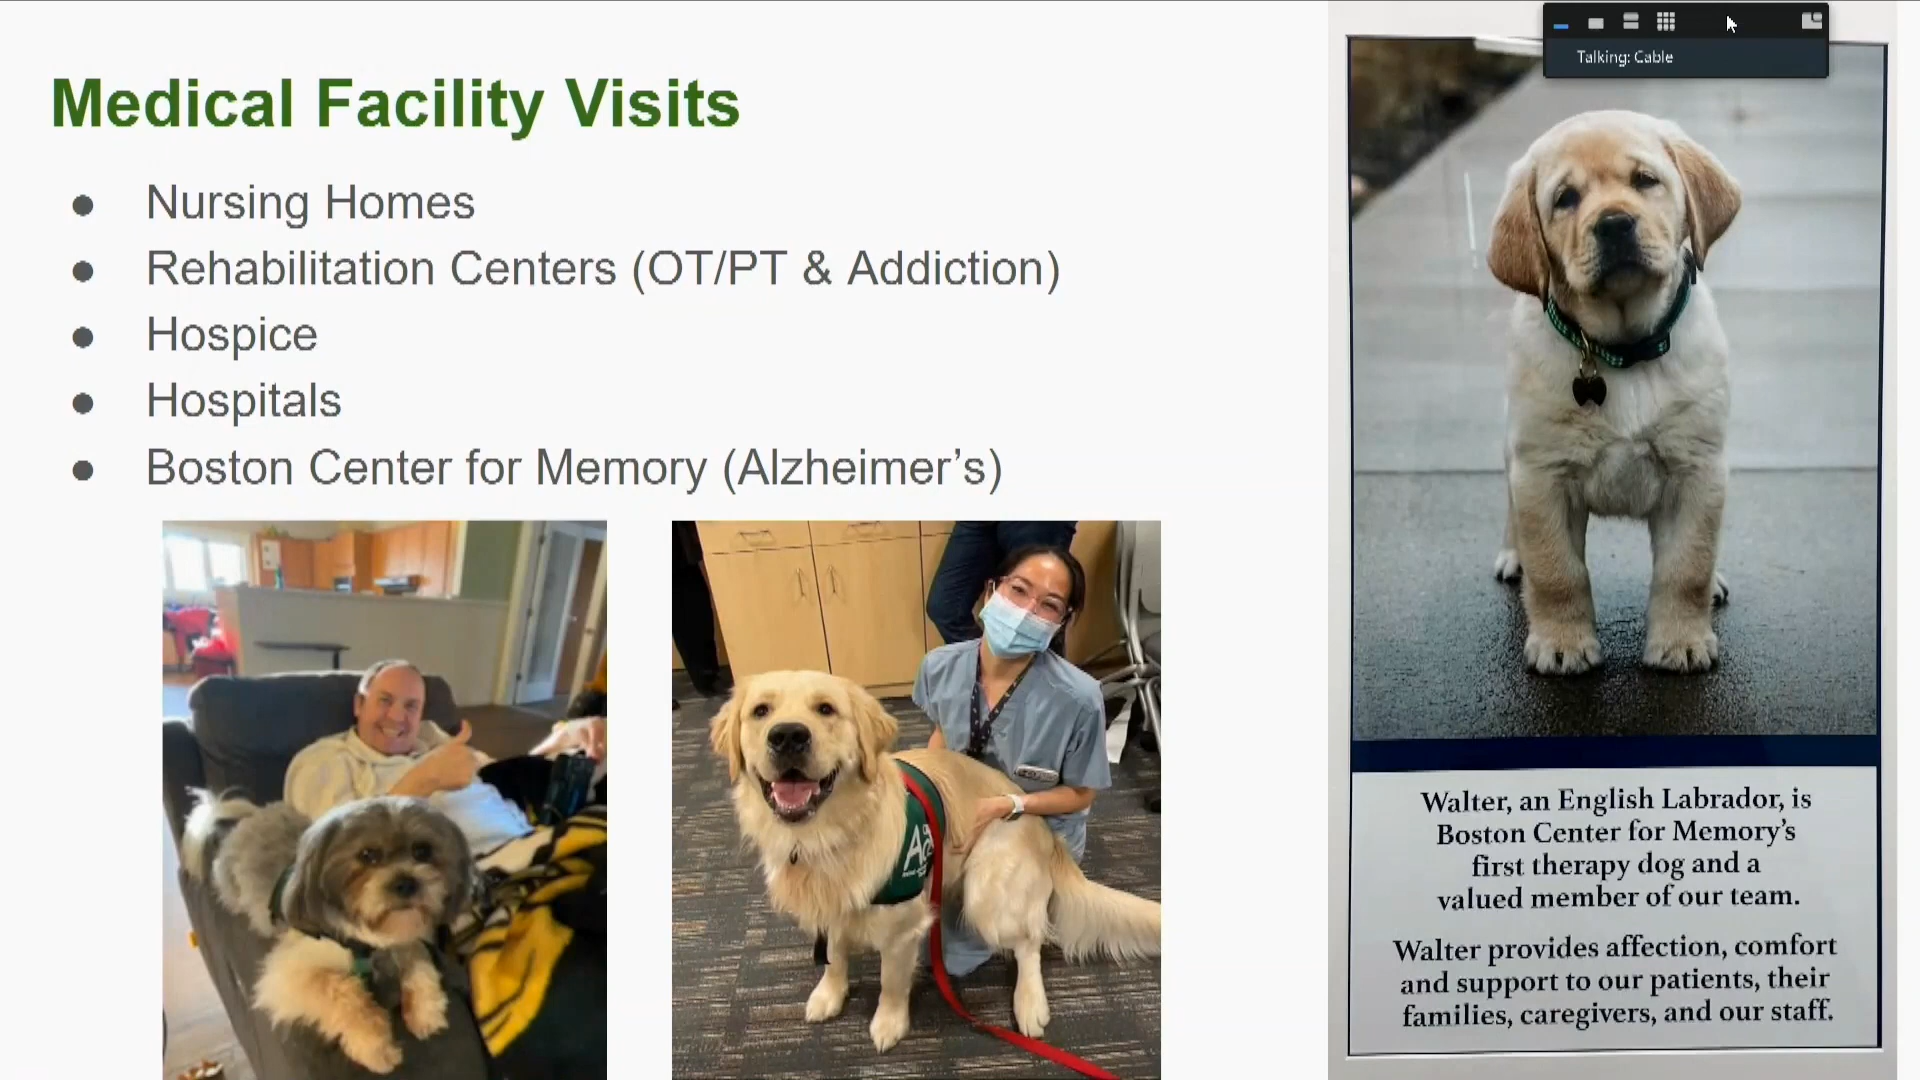 Medical Facility Visits
● Nursing Homes
● Rehabilitation Centers (OT/PT & Addiction)
● Hospice
● Hospitals
● Boston Center for Memory (Alzheimer’s)
Talking: Cable
Walter, an English Labrador, is
Boston Center for Memory’s
first therapy dog and a
valued member of our team.
Walter provides affection, comfort
and support to our patients, their
families, caregivers, and our staff.